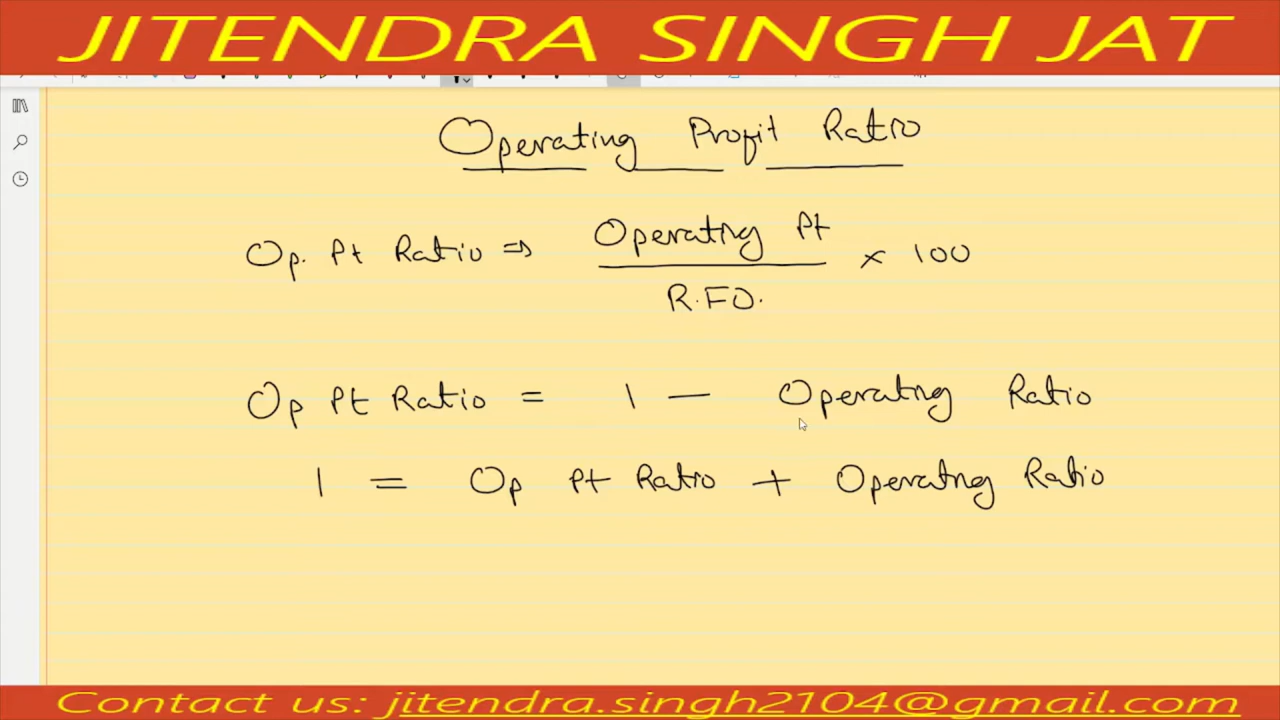 JITENDRA SINGH JAT
Operating Profit Ratio
Op. Pt Ratio ⇒ Operating Pt
R.FO. × 100
Op Pt Ratio = 1 − Operating Ratio
1 = Op Pt Ratio + Operating Ratio
Contact us: jitendra.singh2104@gmail.com